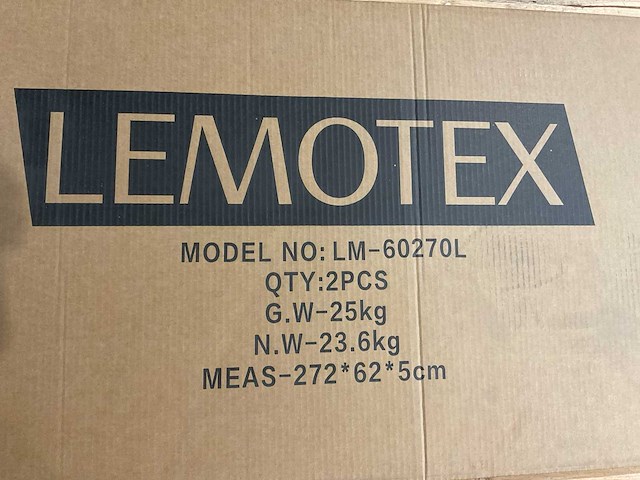 LEMOTEX
MODEL NO: LM-60270L
QTY:2PCS
G.W-25kg
N.W-23.6kg
MEAS-272*62*5cm